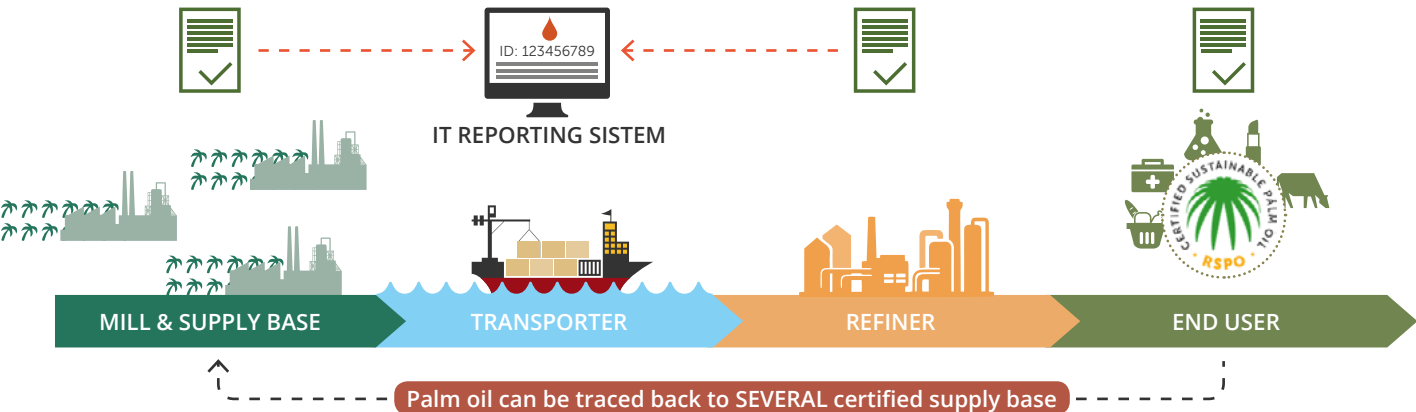 ID: 123456789
IT REPORTING SISTEM
CERTIFIED SUSTAINABLE PALM OIL
RSPO
MILL & SUPPLY BASE
TRANSPORTER
REFINER
END USER
Palm oil can be traced back to SEVERAL certified supply base